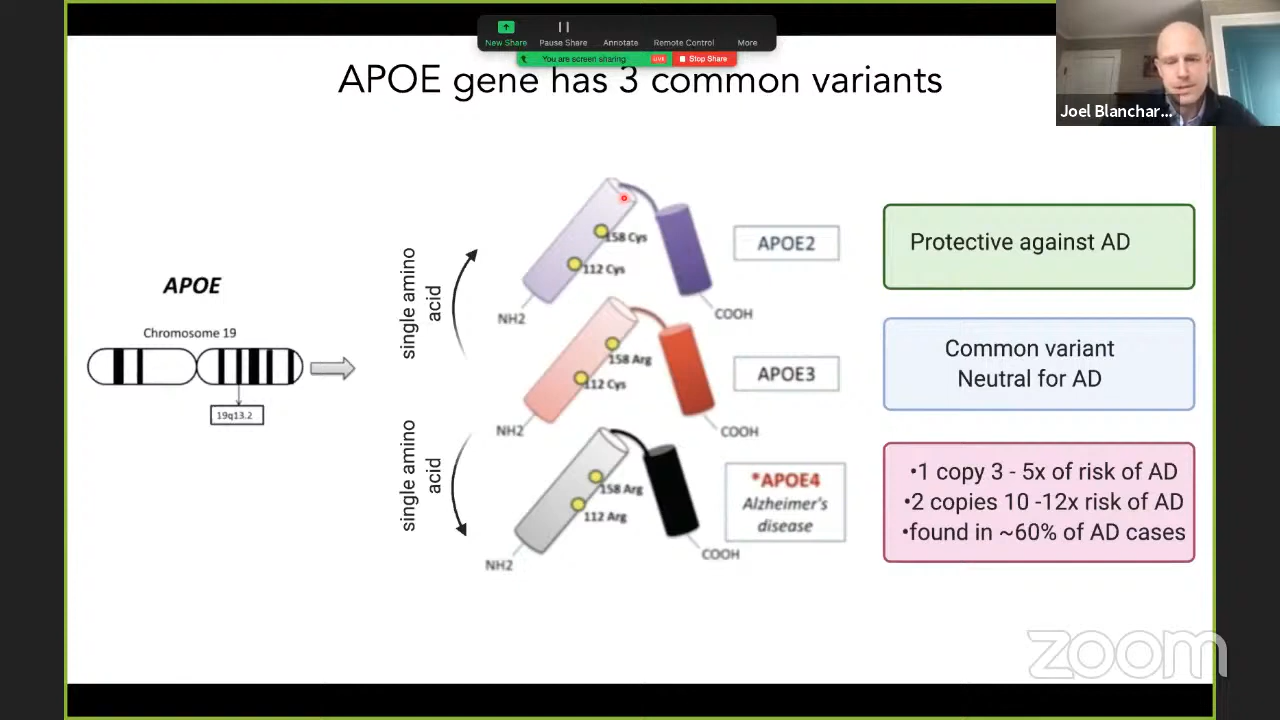 New Share
Pause Share
Annotate
Remote Control
More
You are screen sharing
LIVE
Stop Share
Joel Blanchar...
APOE gene has 3 common variants
APOE
Chromosome 19
19q13.2
single amino
acid
single amino
acid
158 Cys
112 Cys
NH2
COOH
APOE2
Protective against AD
158 Arg
112 Cys
NH2
COOH
APOE3
Common variant
Neutral for AD
158 Arg
112 Arg
NH2
COOH
*APOE4
Alzheimer's
disease
•1 copy 3 - 5x of risk of AD
•2 copies 10 -12x risk of AD
•found in ~60% of AD cases
zoom